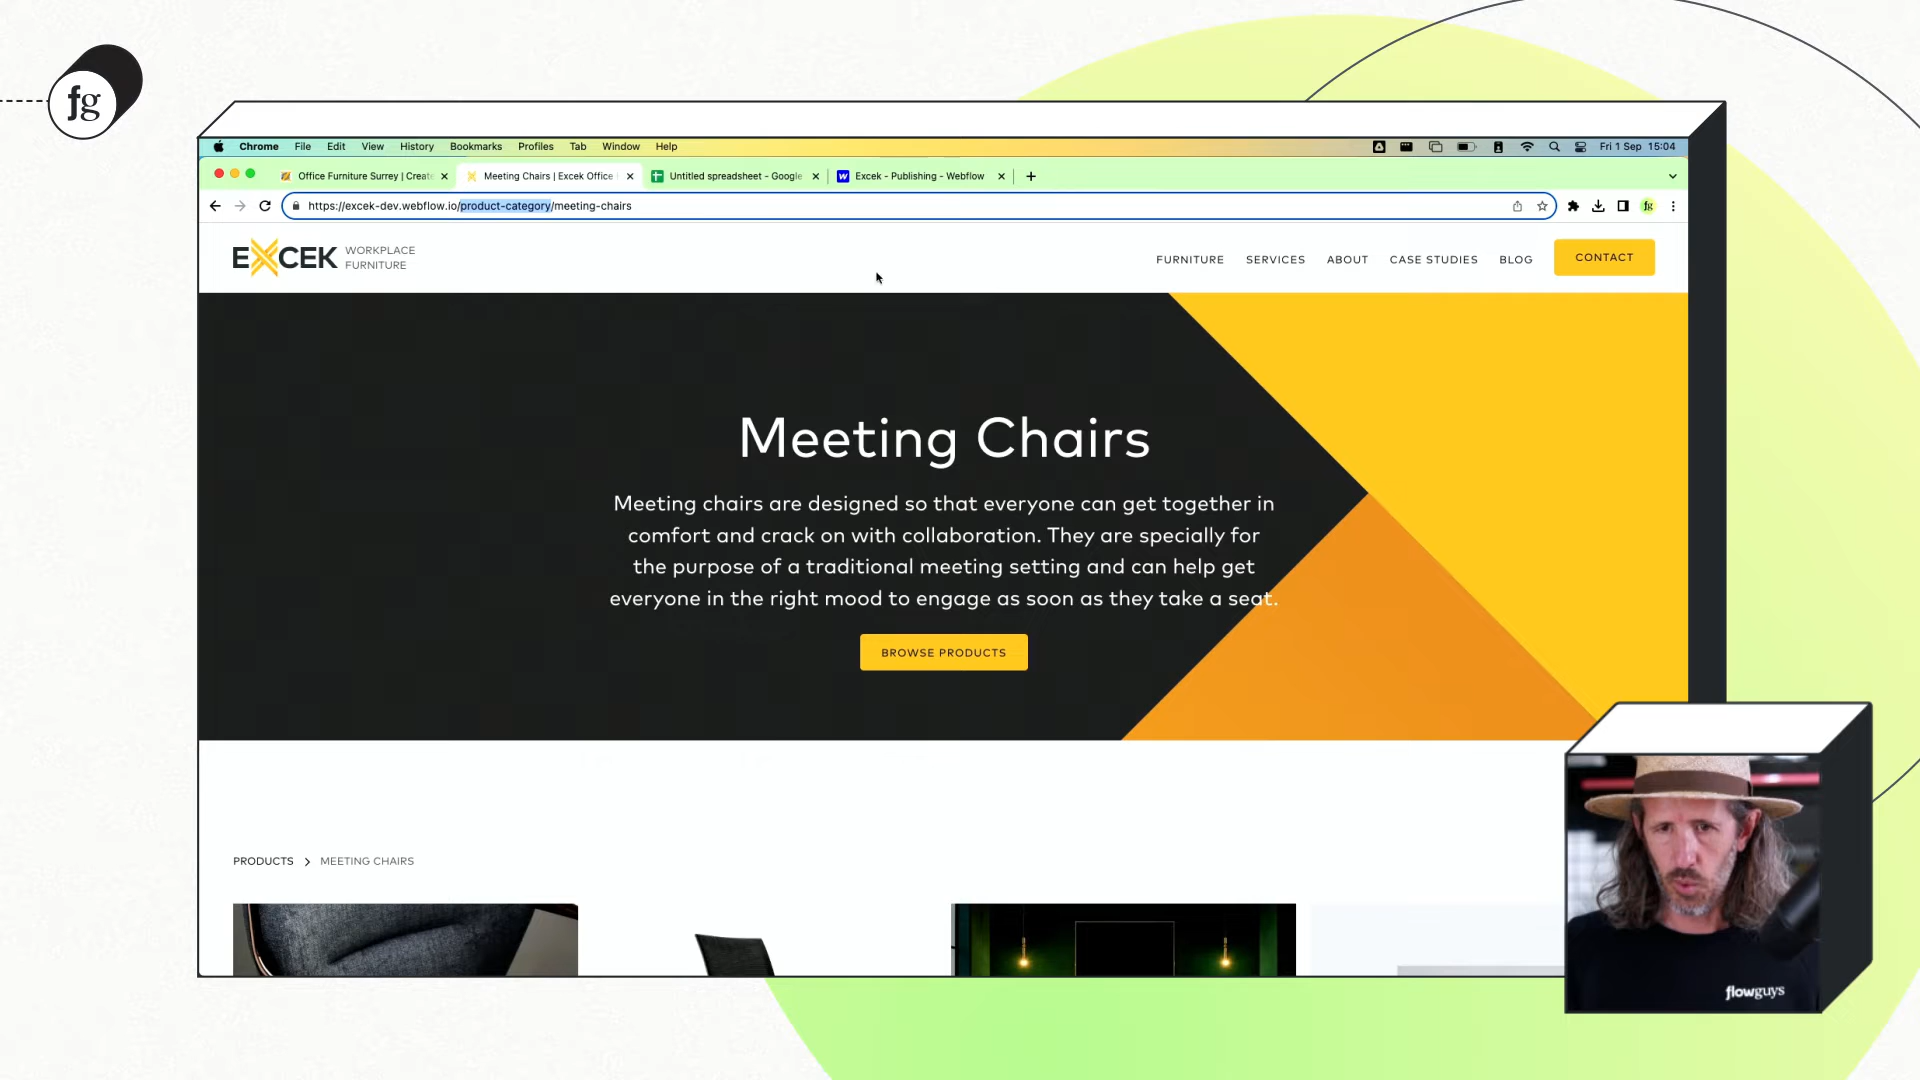 fg
Chrome File Edit View History Bookmarks Profiles Tab Window Help
Fri 1 Sep 15:04
Office Furniture Surrey | Create
Meeting Chairs | Excek Office
Untitled spreadsheet - Google
Excek - Publishing - Webflow
https://excek-dev.webflow.io/product-category/meeting-chairs
fg
EXCEK
WORKPLACE
FURNITURE
FURNITURE SERVICES ABOUT CASE STUDIES BLOG CONTACT
Meeting Chairs
Meeting chairs are designed so that everyone can get together in
comfort and crack on with collaboration. They are specially for
the purpose of a traditional meeting setting and can help get
everyone in the right mood to engage as soon as they take a seat.
BROWSE PRODUCTS
PRODUCTS > MEETING CHAIRS
flowguys